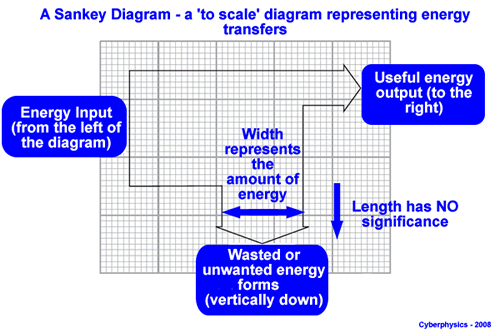 A Sankey Diagram - a 'to scale' diagram representing energy
transfers
Energy Input
(from the left of
the diagram)
Useful energy
output (to the
right)
Width
represents
the
amount of
energy
Length has NO
significance
Wasted or
unwanted energy
forms
(vertically down)
Cyberphysics - 2008